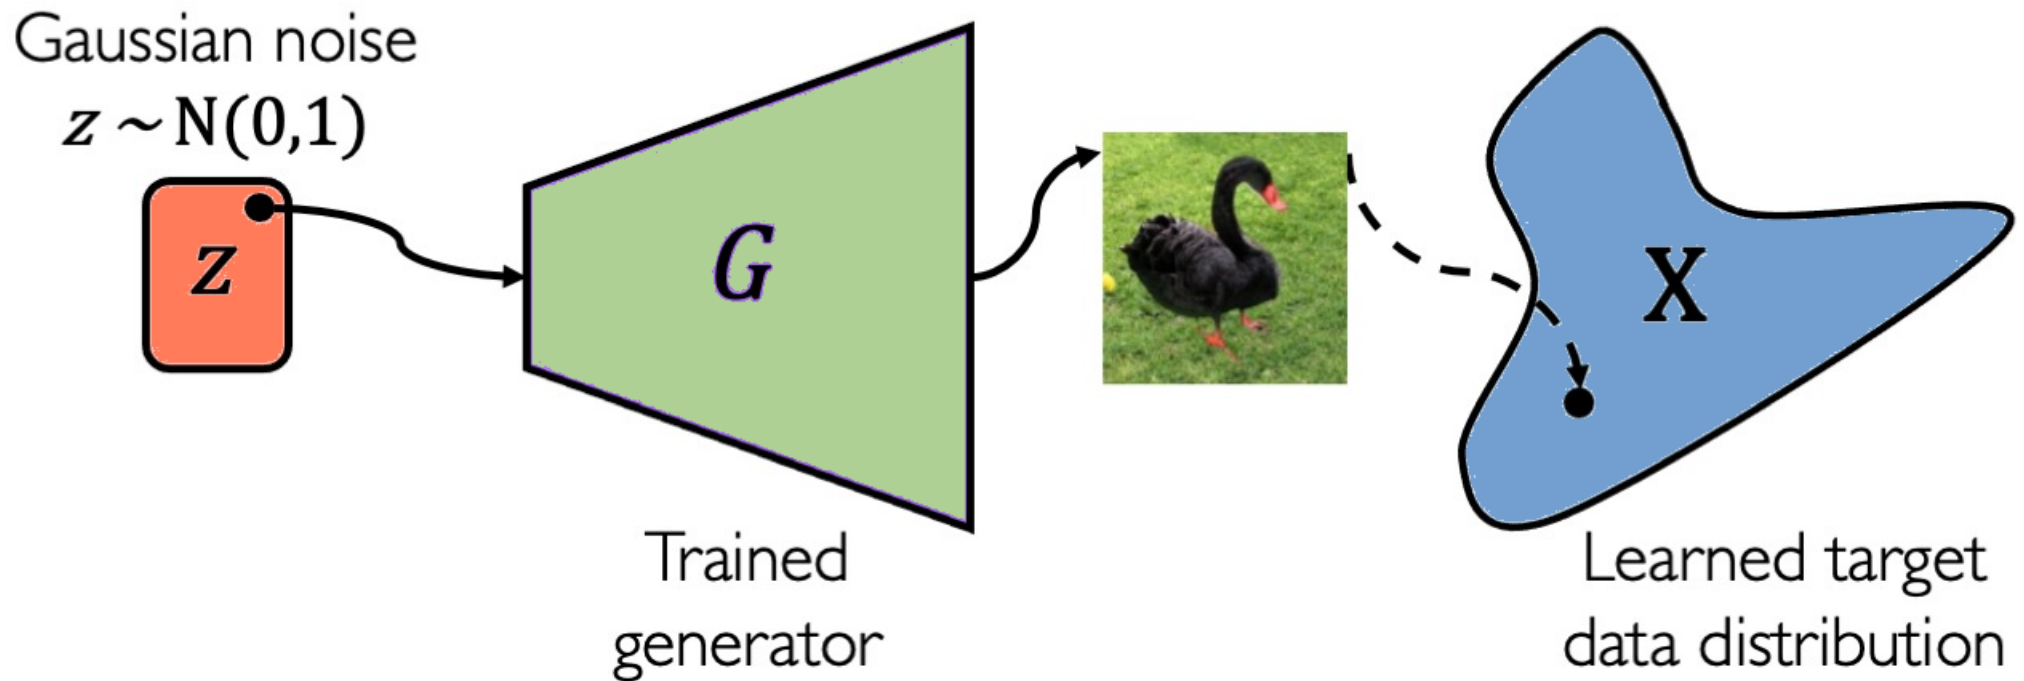 Gaussian noise
z ~ N(0,1)
z
G
X
Trained
generator
Learned target
data distribution